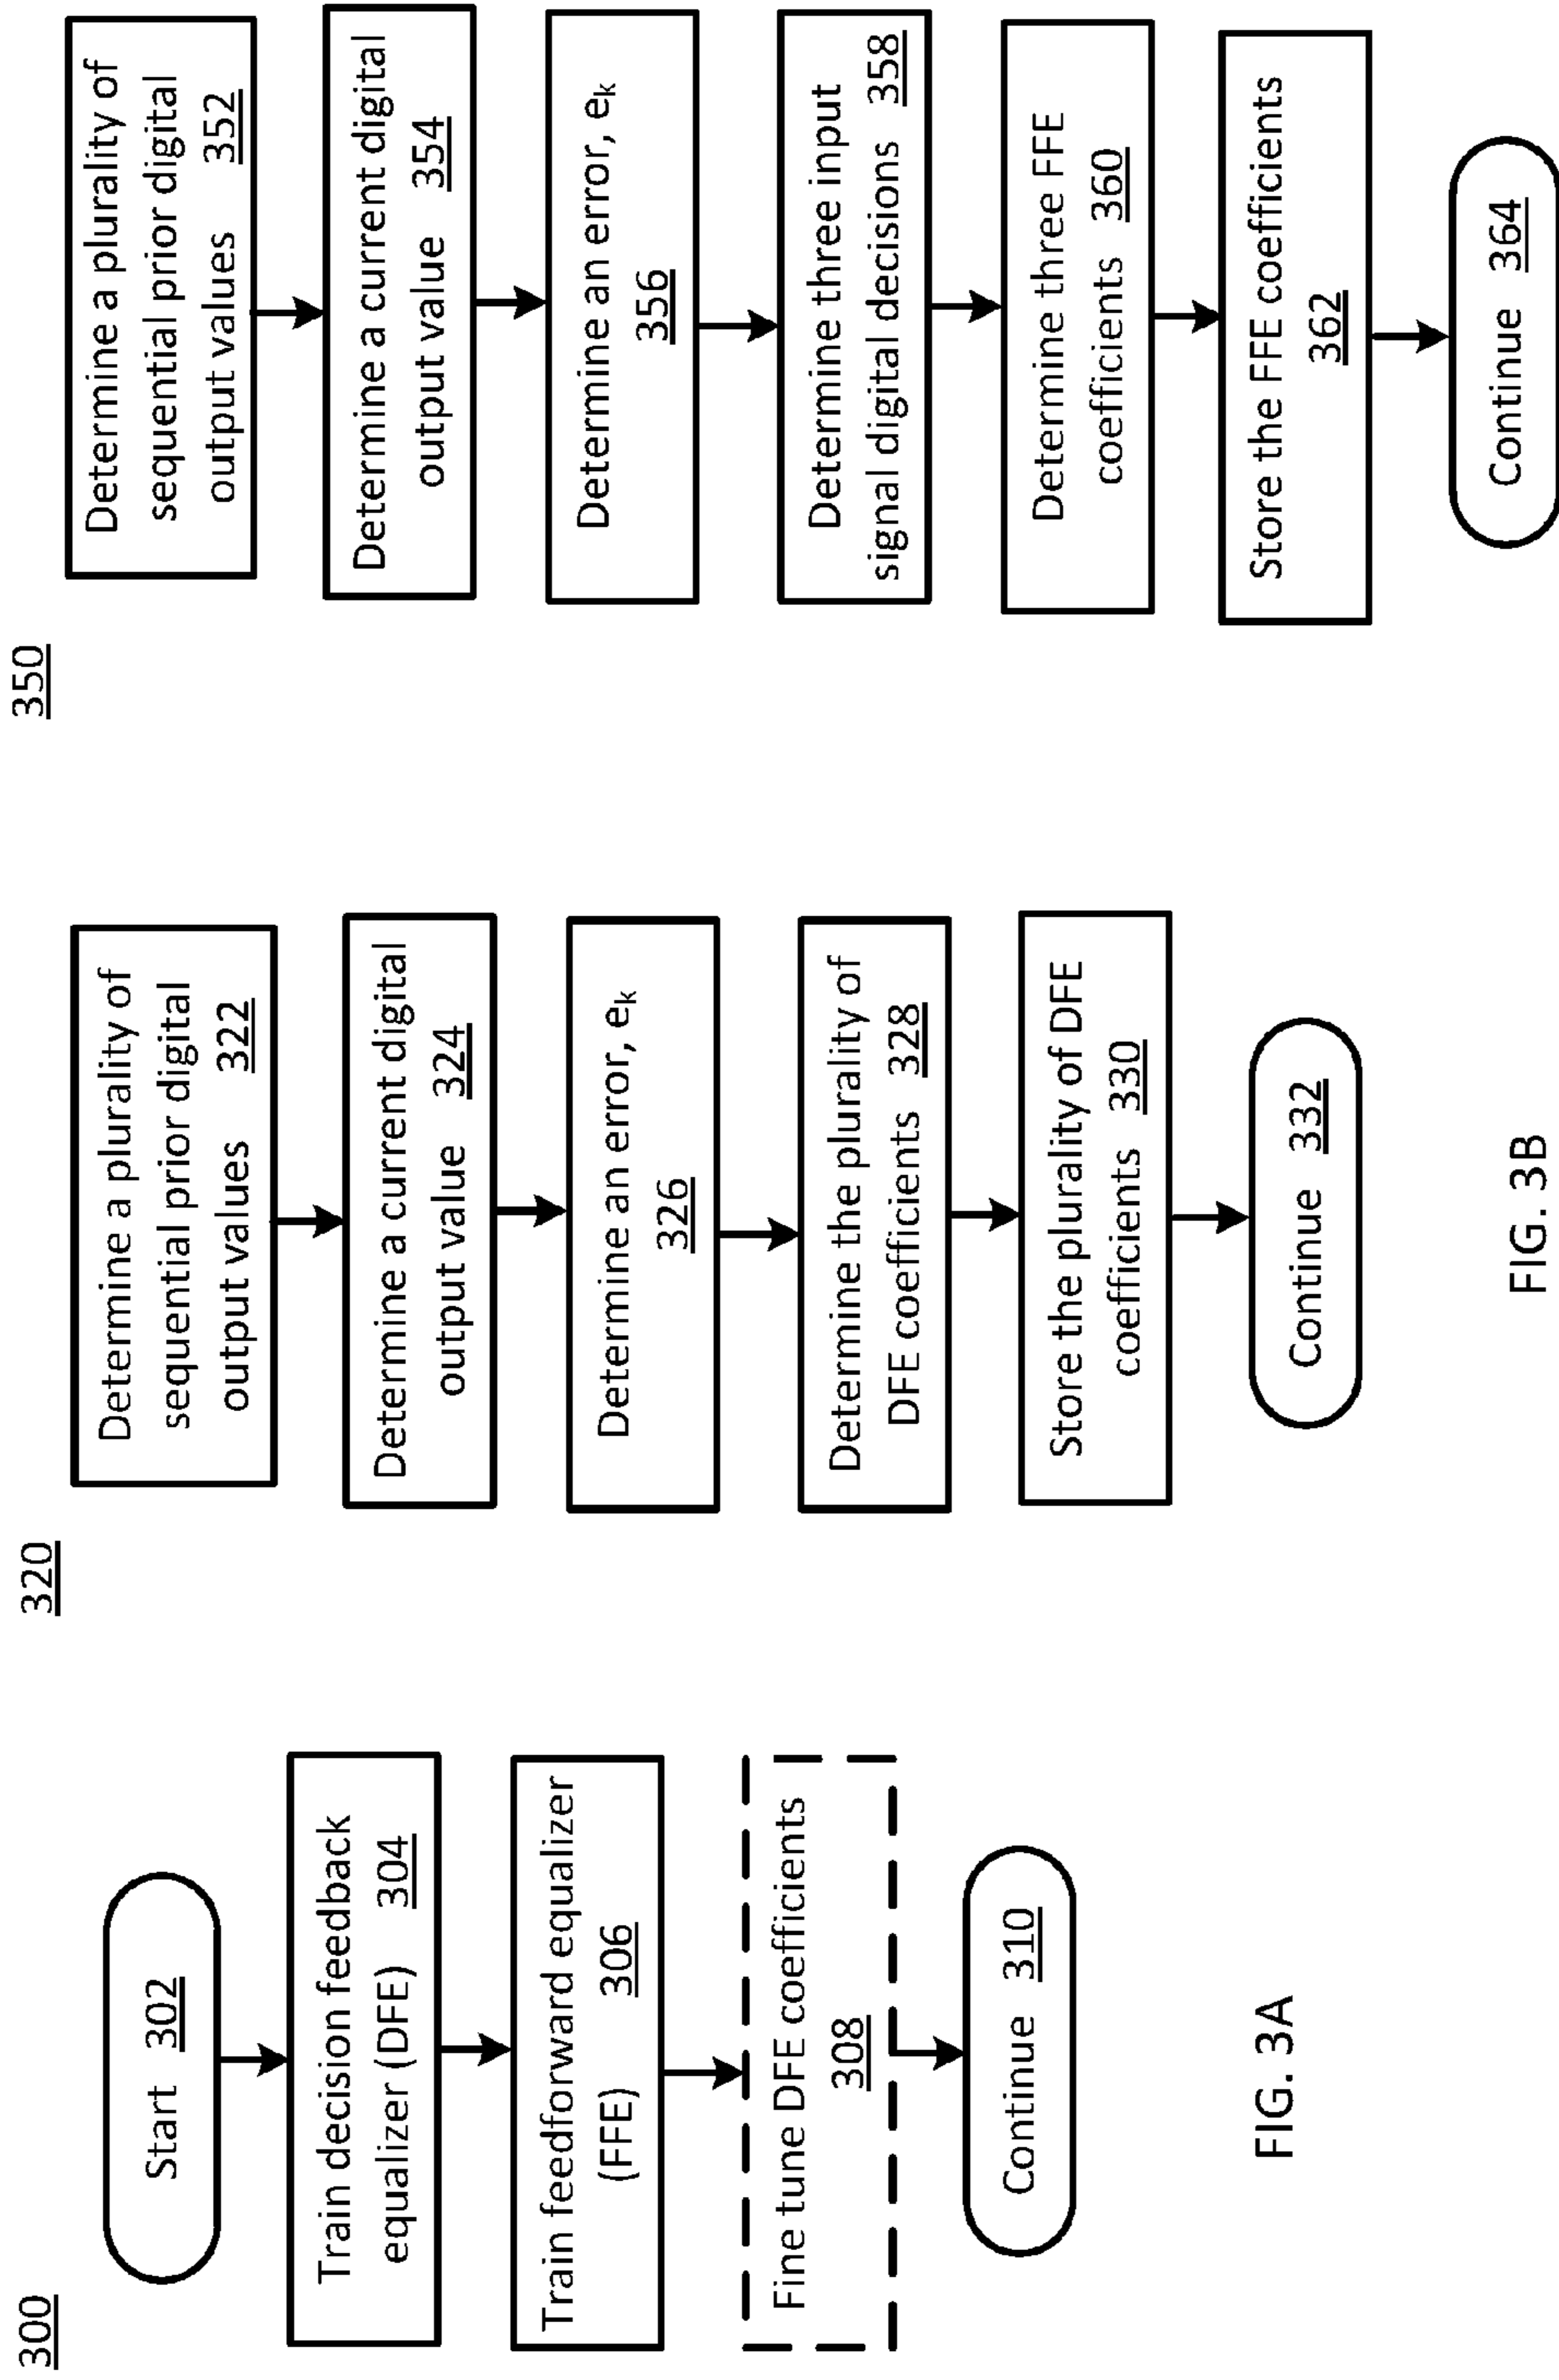 300
Start 302
Train decision feedback
equalizer (DFE) 304
Train feedforward equalizer
(FFE) 306
Fine tune DFE coefficients
308
Continue 310
FIG. 3A
320
Determine a plurality of
sequential prior digital
output values 322
Determine a current digital
output value 324
Determine an error, eₖ
326
Determine the plurality of
DFE coefficients 328
Store the plurality of DFE
coefficients 330
Continue 332
FIG. 3B
350
Determine a plurality of
sequential prior digital
output values 352
Determine a current digital
output value 354
Determine an error, eₖ
356
Determine three input
signal digital decisions 358
Determine three FFE
coefficients 360
Store the FFE coefficients
362
Continue 364